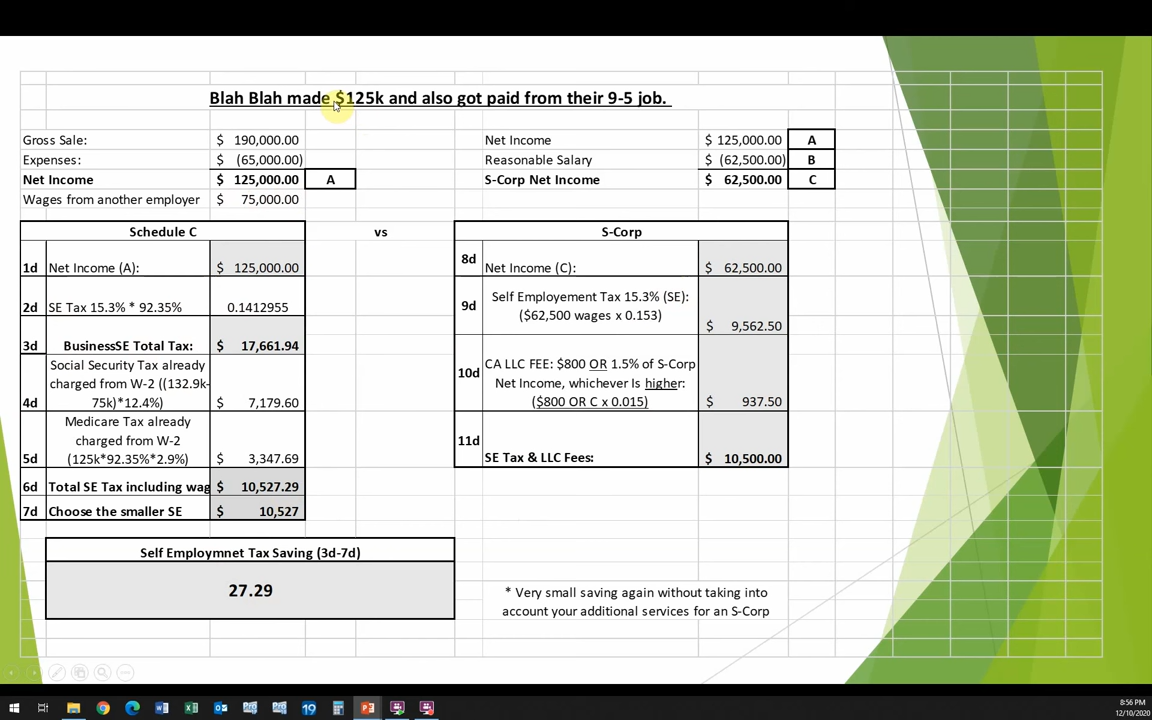 Blah Blah made $125k and also got paid from their 9-5 job.
Gross Sale: $ 190,000.00
Expenses: $ (65,000.00)
Net Income $ 125,000.00 A
Wages from another employer $ 75,000.00
Net Income $ 125,000.00 A
Reasonable Salary $ (62,500.00) B
S-Corp Net Income $ 62,500.00 C
Schedule C
1d Net Income (A): $ 125,000.00
2d SE Tax 15.3% * 92.35% 0.1412955
3d BusinessSE Total Tax: $ 17,661.94
Social Security Tax already
charged from W-2 ((132.9k-
4d 75k)*12.4%) $ 7,179.60
Medicare Tax already
charged from W-2
5d (125k*92.35%*2.9%) $ 3,347.69
6d Total SE Tax including wag $ 10,527.29
7d Choose the smaller SE $ 10,527
vs
S-Corp
8d Net Income (C): $ 62,500.00
Self Employement Tax 15.3% (SE):
9d ($62,500 wages x 0.153) $ 9,562.50
CA LLC FEE: $800 OR 1.5% of S-Corp
10d Net Income, whichever Is higher:
($800 OR C x 0.015) $ 937.50
11d SE Tax & LLC Fees: $ 10,500.00
Self Employmnet Tax Saving (3d-7d)
27.29
* Very small saving again without taking into
account your additional services for an S-Corp
19
8:56 PM
12/10/2020